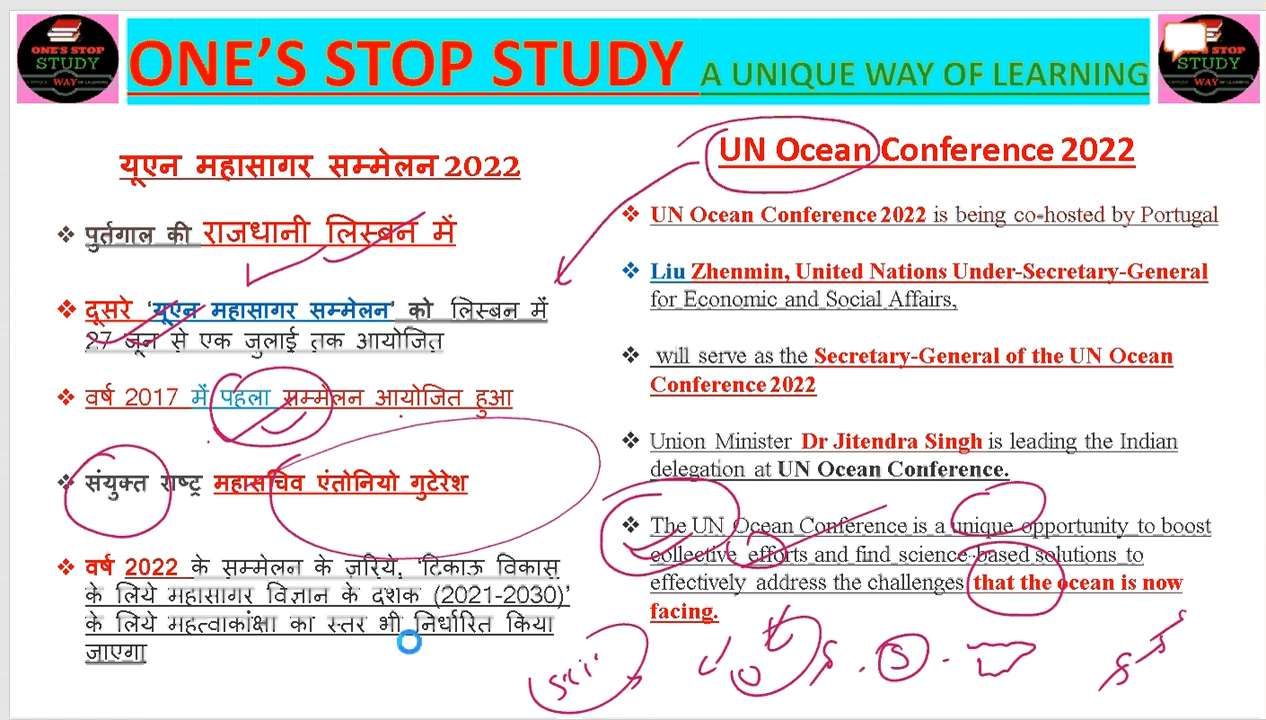 ONE'S STOP
STUDY
WAY
ONE'S STOP STUDY A UNIQUE WAY OF LEARNING
STOP
STUDY
WAY
यूएन महासागर सम्मेलन 2022
❖ पुर्तगाल की राजधानी लिस्बन में
❖ दूसरे 'यूएन महासागर सम्मेलन' को लिस्बन में
27 जून से एक जुलाई तक आयोजित
❖ वर्ष 2017 में पहला सम्मेलन आयोजित हुआ
❖ संयुक्त राष्ट्र महासचिव एंतोनियो गुटेरेश
❖ वर्ष 2022 के सम्मेलन के ज़रिये, 'टिकाऊ विकास
के लिये महासागर विज्ञान के दशक (2021-2030)'
के लिये महत्वाकांक्षा का स्तर भी निर्धारित किया
जाएगा
UN Ocean Conference 2022
❖ UN Ocean Conference 2022 is being co-hosted by Portugal
❖ Liu Zhenmin, United Nations Under-Secretary-General
for Economic and Social Affairs,
❖ will serve as the Secretary-General of the UN Ocean
Conference 2022
❖ Union Minister Dr Jitendra Singh is leading the Indian
delegation at UN Ocean Conference.
❖ The UN Ocean Conference is a unique opportunity to boost
collective efforts and find science-based solutions to
effectively address the challenges that the ocean is now
facing.